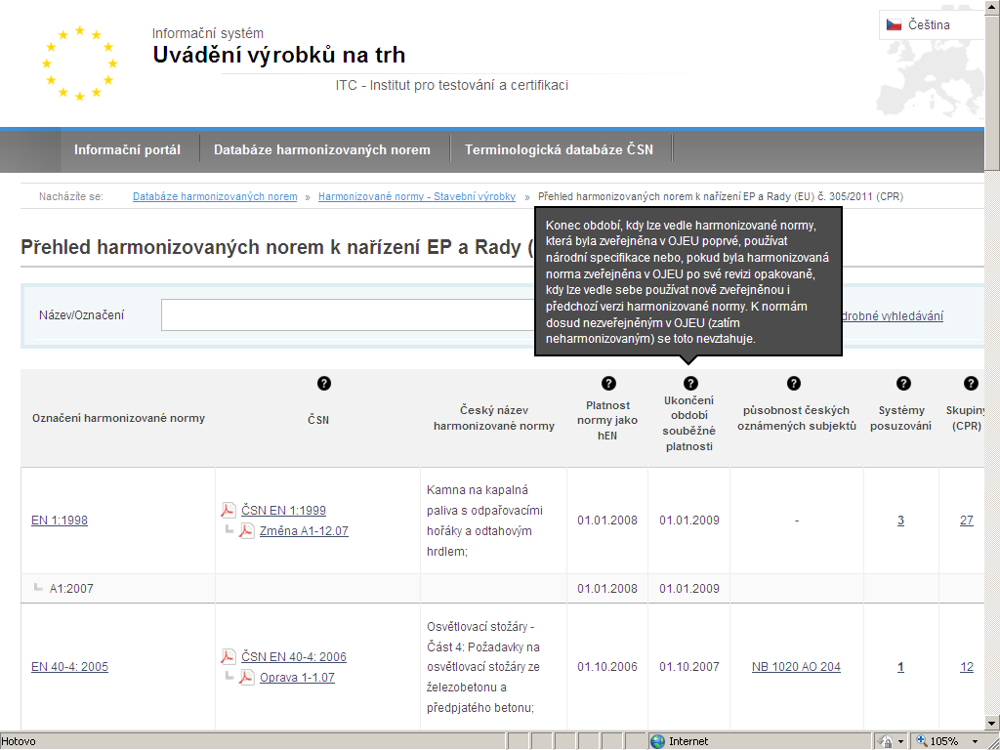 Informační systém
Uvádění výrobků na trh
ITC - Institut pro testování a certifikaci
Čeština
Informační portál
Databáze harmonizovaných norem
Terminologická databáze ČSN
Nacházíte se:
Databáze harmonizovaných norem » Harmonizované normy - Stavební výrobky » Přehled harmonizovaných norem k nařízení EP a Rady (EU) č. 305/2011 (CPR)
Přehled harmonizovaných norem k nařízení EP a Rady (
Konec období, kdy lze vedle harmonizované normy,
která byla zveřejněna v OJEU poprvé, používat
národní specifikace nebo, pokud byla harmonizovaná
norma zveřejněna v OJEU po své revizi opakovaně,
kdy lze vedle sebe používat nově zveřejněnou i
předchozí verzi harmonizované normy. K normám
dosud nezveřejněným v OJEU (zatím
neharmonizovaným) se toto nevztahuje.
Název/Označení
drobné vyhledávání
Označení harmonizované normy
ČSN
Český název
harmonizované normy
Platnost
normy jako
hEN
Ukončení
období
souběžné
platnosti
působnost českých
oznámených subjektů
Systémy
posuzování
Skupiny
(CPR)
EN 1:1998
ČSN EN 1:1999
Změna A1-12.07
Kamna na kapalná
paliva s odpařovacími
hořáky a odtahovým
hrdlem;
01.01.2008
01.01.2009
-
3
27
A1:2007
01.01.2008
01.01.2009
EN 40-4: 2005
ČSN EN 40-4: 2006
Oprava 1-1.07
Osvětlovací stožáry -
Část 4: Požadavky na
osvětlovací stožáry ze
železobetonu a
předpjatého betonu;
01.10.2006
01.10.2007
NB 1020 AO 204
1
12
Hotovo
Internet
105%